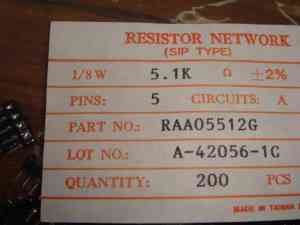 RESISTOR NETWORK
(SIP TYPE)
1/8W 5.1K Ω ±2%
PINS: 5 CIRCUITS: A
PART NO.: RAA05512G
LOT NO.: A-42056-1C
QUANTITY: 200 PCS
MADE IN TAIWAN